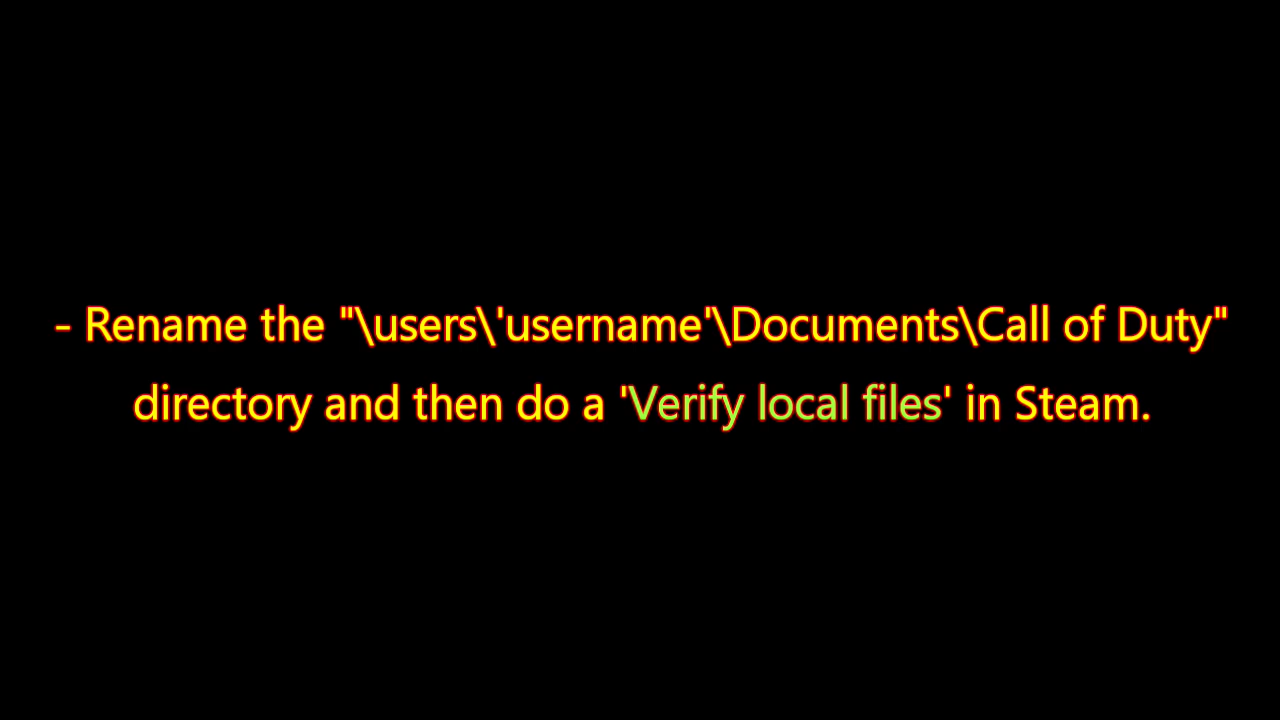 - Rename the "\users\'username'\Documents\Call of Duty"
directory and then do a 'Verify local files' in Steam.